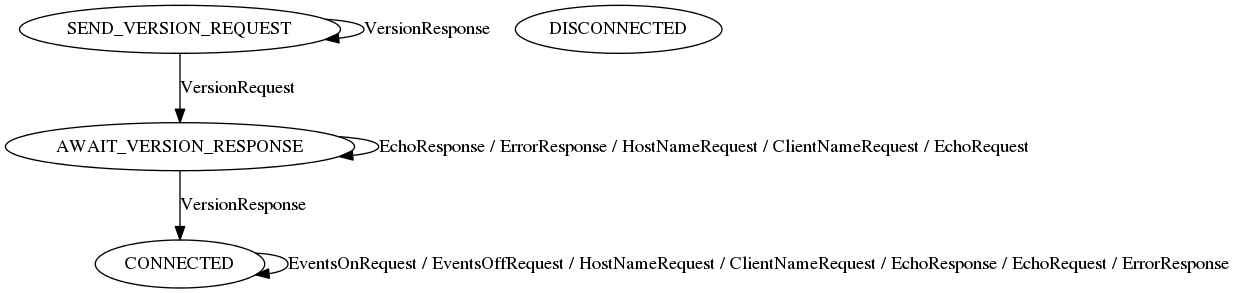 SEND_VERSION_REQUEST
VersionResponse
DISCONNECTED
VersionRequest
AWAIT_VERSION_RESPONSE
EchoResponse / ErrorResponse / HostNameRequest / ClientNameRequest / EchoRequest
VersionResponse
CONNECTED
EventsOnRequest / EventsOffRequest / HostNameRequest / ClientNameRequest / EchoResponse / EchoRequest / ErrorResponse